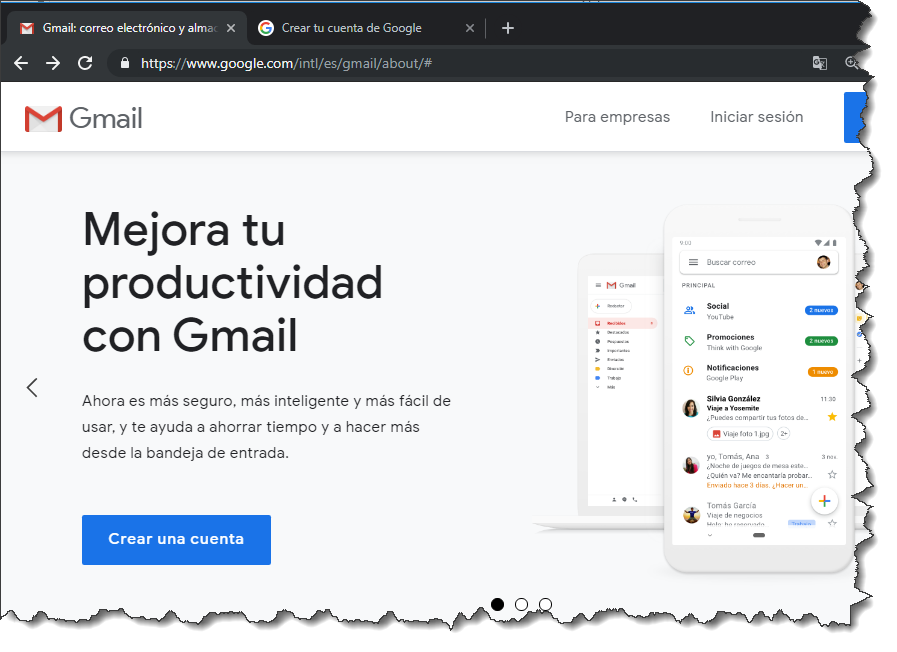 Gmail: correo electrónico y almac
Crear tu cuenta de Google
https://www.google.com/intl/es/gmail/about/#
Gmail
Para empresas
Iniciar sesión
Mejora tu
productividad
con Gmail
Ahora es más seguro, más inteligente y más fácil de
usar, y te ayuda a ahorrar tiempo y a hacer más
desde la bandeja de entrada.
Crear una cuenta
Gmail
Redactar
Recibidos
Destacados
Pospuestos
Importantes
Enviados
Dirección
Trabajo
Más
Buscar correo
PRINCIPAL
Social
2 nuevos
YouTube
Promociones
2 nuevos
Think with Google
Notificaciones
1 nuevo
Google Play
Silvia González
11:30
Viaje a Yosemite
¿Puedes compartir tus fotos de...
Viaje foto 1.jpg
2+
yo, Tomás, Ana 3
3 nov.
¿Noche de juegos de mesa este...
¿Quién va? Me encantaría probar...
Enviado hace 3 días. ¿Hacer un...
Tomás García
Viaje de negocios
Trabajo